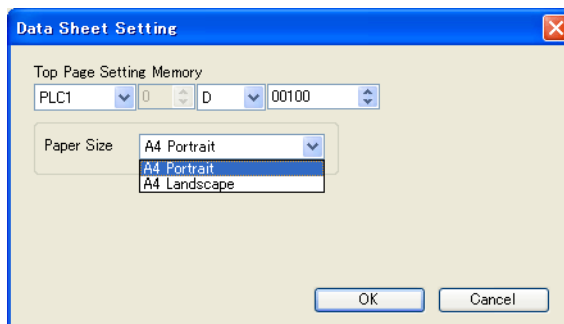 Data Sheet Setting
Top Page Setting Memory
PLC1 0 D 00100
Paper Size A4 Portrait
A4 Portrait
A4 Landscape
OK Cancel